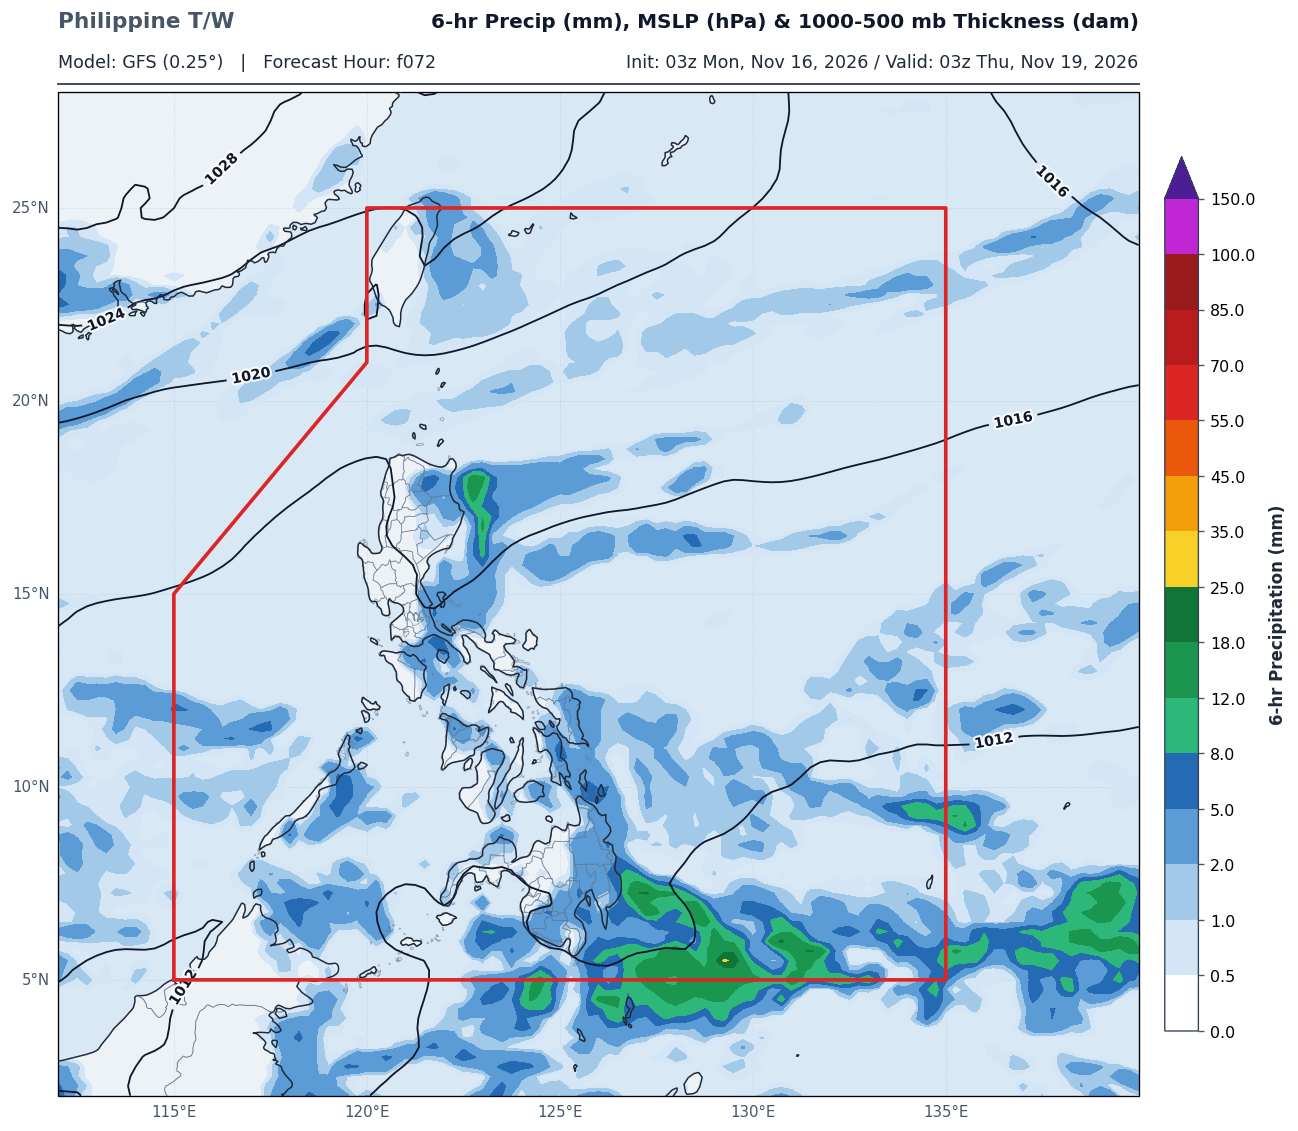 Philippine T/W
6-hr Precip (mm), MSLP (hPa) & 1000-500 mb Thickness (dam)
Model: GFS (0.25°) | Forecast Hour: f072
Init: 03z Mon, Nov 16, 2026 / Valid: 03z Thu, Nov 19, 2026
1028
1016
1024
1020
1016
1012
1012
25°N
20°N
15°N
10°N
5°N
115°E
120°E
125°E
130°E
135°E
150.0
100.0
85.0
70.0
55.0
45.0
35.0
25.0
18.0
12.0
8.0
5.0
2.0
1.0
0.5
0.0
6-hr Precipitation (mm)